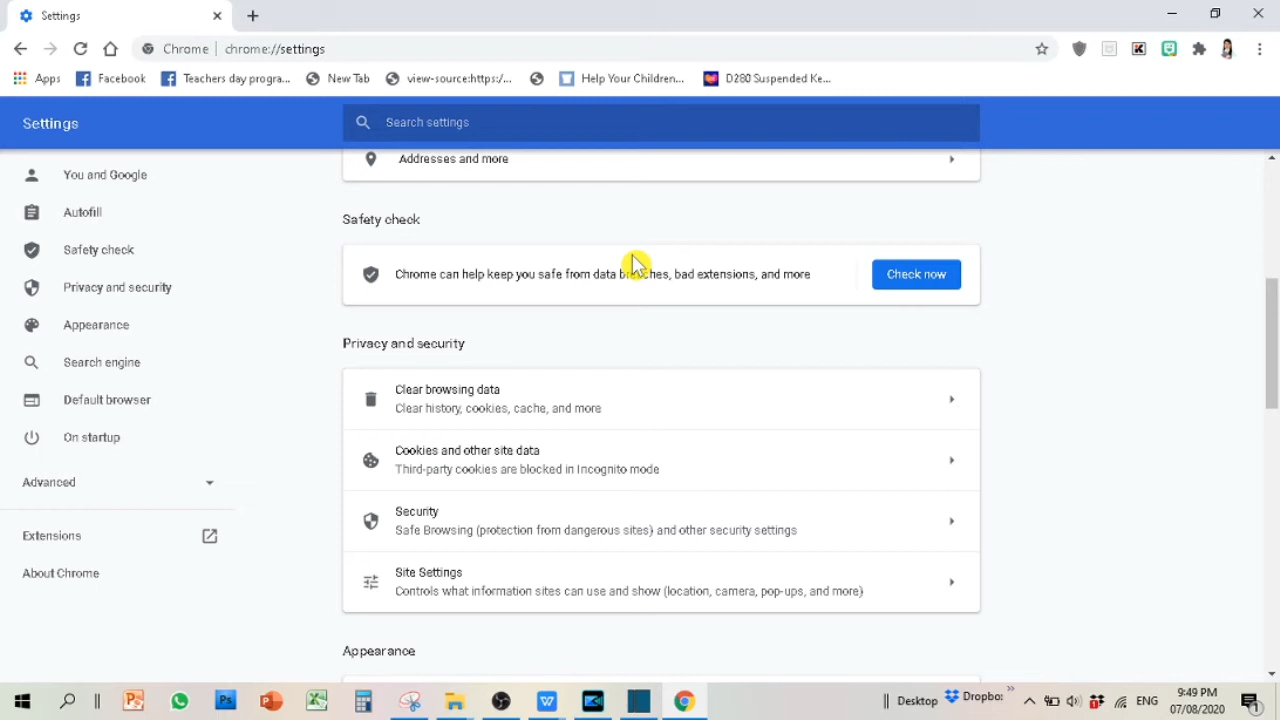 Settings
Chrome | chrome://settings
Apps
Facebook
Teachers day progra...
New Tab
view-source:https:/...
Help Your Children...
D280 Suspended Ke...
Settings
Search settings
You and Google
Autofill
Safety check
Privacy and security
Appearance
Search engine
Default browser
On startup
Advanced
Extensions
About Chrome
Addresses and more
Safety check
Chrome can help keep you safe from data breaches, bad extensions, and more
Check now
Privacy and security
Clear browsing data
Clear history, cookies, cache, and more
Cookies and other site data
Third-party cookies are blocked in Incognito mode
Security
Safe Browsing (protection from dangerous sites) and other security settings
Site Settings
Controls what information sites can use and show (location, camera, pop-ups, and more)
Appearance
Desktop
Dropbo:
ENG
9:49 PM
07/08/2020